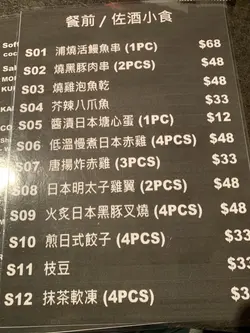 餐前 / 佐酒小食
S01 浦燒活鰻魚串 (1PC) $68
S02 燒黑豚肉串 (2PCS) $48
S03 燒雞泡魚乾 $48
S04 芥辣八爪魚 $33
S05 醬漬日本塘心蛋 (1PC) $12
S06 低溫慢煮日本赤雞 (4PCS) $48
S07 唐揚炸赤雞 (3PCS) $33
S08 日本明太子雞翼 (2PCS) $48
S09 火炙日本黑豚叉燒 (4PCS) $48
S10 煎日式餃子 (4PCS) $33
S11 枝豆
S12 抹茶軟凍 (4PCS)